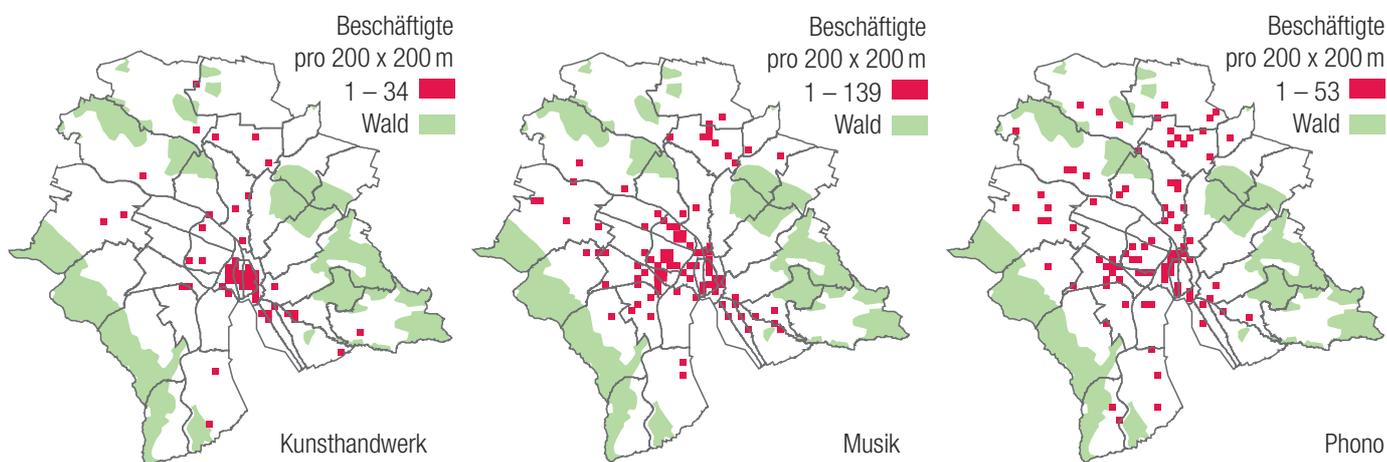 Beschäftigte
pro 200 x 200 m
1 – 34
Wald
Kunsthandwerk
Beschäftigte
pro 200 x 200 m
1 – 139
Wald
Musik
Beschäftigte
pro 200 x 200 m
1 – 53
Wald
Phono